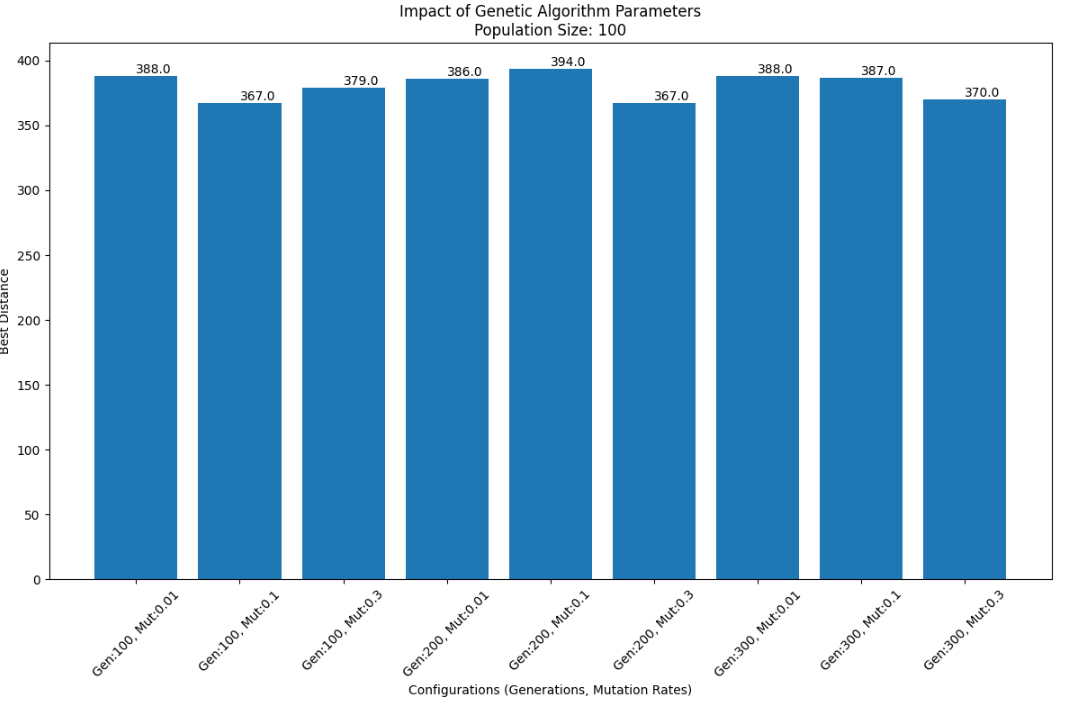 Impact of Genetic Algorithm Parameters
Population Size: 100
Best Distance
400
350
300
250
200
150
100
50
0
388.0
367.0
379.0
386.0
394.0
367.0
388.0
387.0
370.0
Gen:100, Mut:0.01
Gen:100, Mut:0.1
Gen:100, Mut:0.3
Gen:200, Mut:0.01
Gen:200, Mut:0.1
Gen:200, Mut:0.3
Gen:300, Mut:0.01
Gen:300, Mut:0.1
Gen:300, Mut:0.3
Configurations (Generations, Mutation Rates)